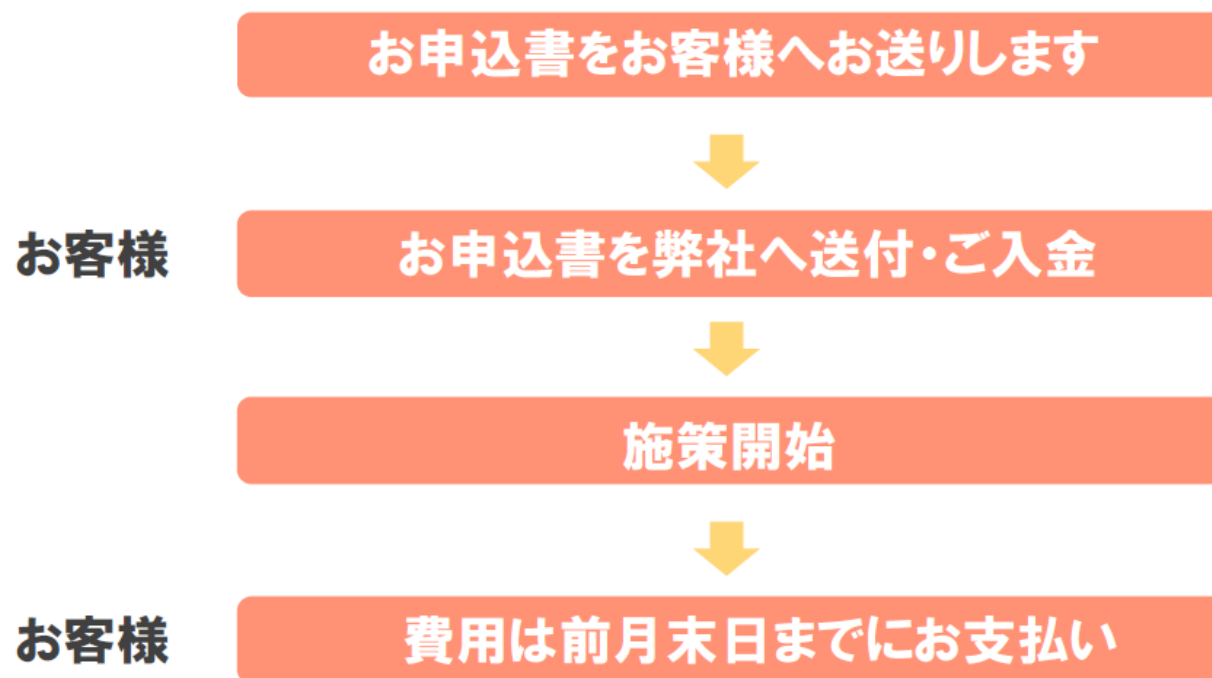 お申込書をお客様へお送りします
お客様
お申込書を弊社へ送付・ご入金
施策開始
お客様
費用は前月末日までにお支払い